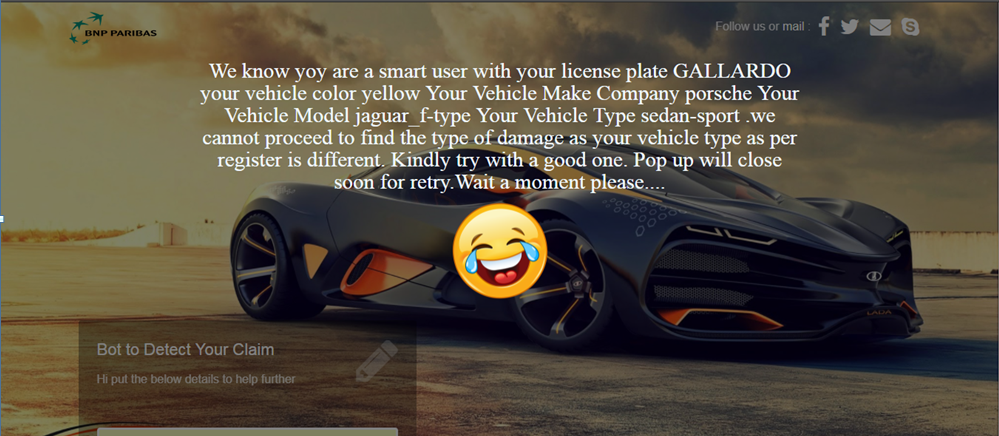 BNP PARIBAS
Follow us or mail :
We know yoy are a smart user with your license plate GALLARDO
your vehicle color yellow Your Vehicle Make Company porsche Your
Vehicle Model jaguar_f-type Your Vehicle Type sedan-sport .we
cannot proceed to find the type of damage as your vehicle type as per
register is different. Kindly try with a good one. Pop up will close
soon for retry.Wait a moment please....
LADA
Bot to Detect Your Claim
Hi put the below details to help further